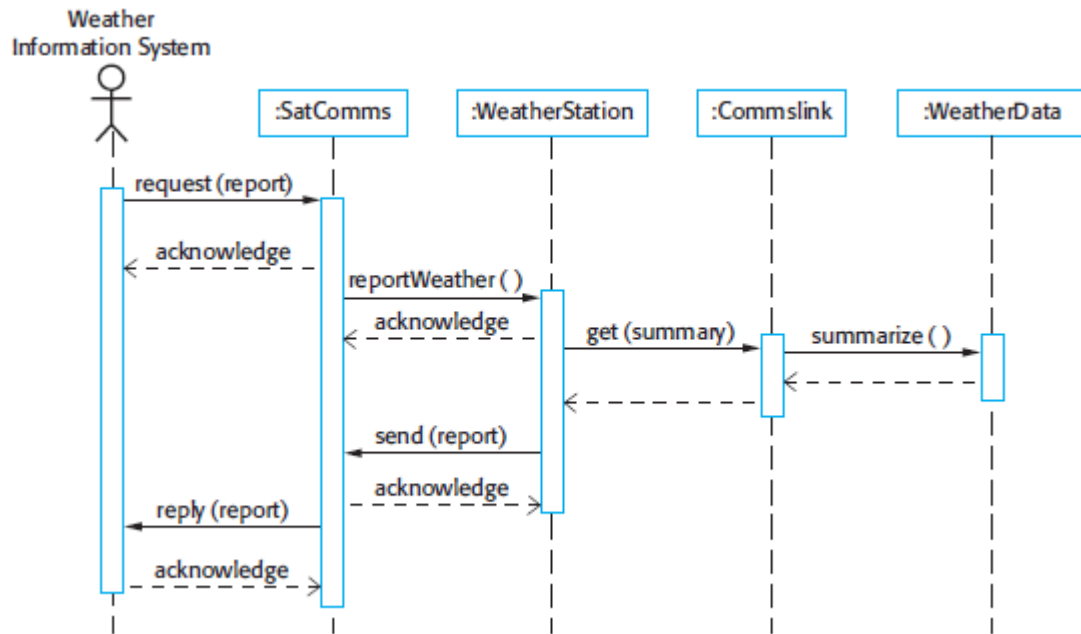 Weather
Information System
:SatComms
:WeatherStation
:Commslink
:WeatherData
request (report)
acknowledge
reportWeather ( )
acknowledge
get (summary)
summarize ( )
send (report)
acknowledge
reply (report)
acknowledge